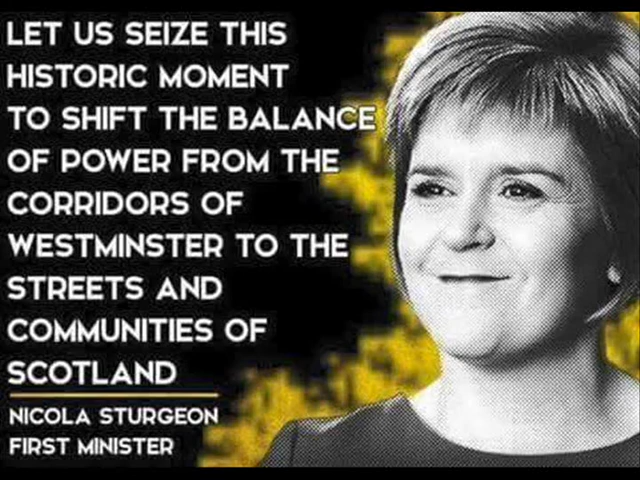 LET US SEIZE THIS
HISTORIC MOMENT
TO SHIFT THE BALANCE
OF POWER FROM THE
CORRIDORS OF
WESTMINSTER TO THE
STREETS AND
COMMUNITIES OF
SCOTLAND
NICOLA STURGEON
FIRST MINISTER